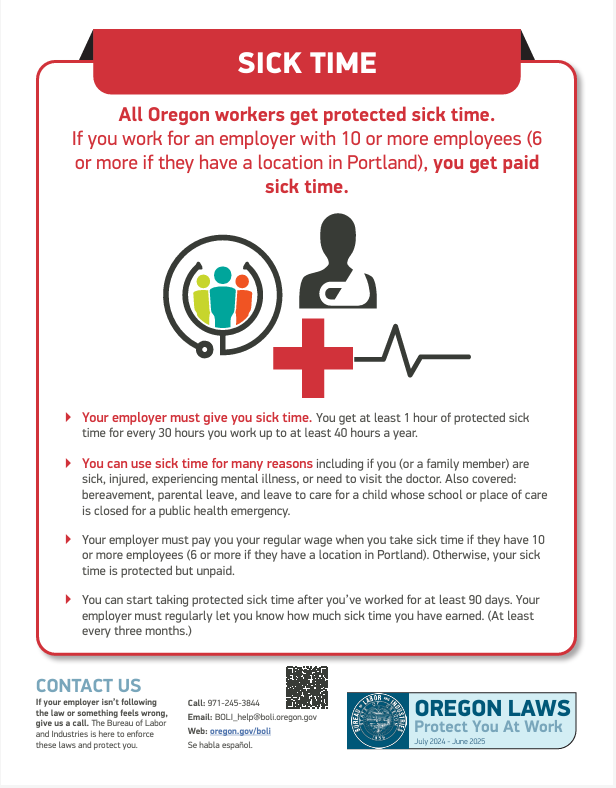 SICK TIME
All Oregon workers get protected sick time.
If you work for an employer with 10 or more employees (6
or more if they have a location in Portland), you get paid
sick time.
Your employer must give you sick time. You get at least 1 hour of protected sick
time for every 30 hours you work up to at least 40 hours a year.
You can use sick time for many reasons including if you (or a family member) are
sick, injured, experiencing mental illness, or need to visit the doctor. Also covered:
bereavement, parental leave, and leave to care for a child whose school or place of care
is closed for a public health emergency.
Your employer must pay you your regular wage when you take sick time if they have 10
or more employees (6 or more if they have a location in Portland). Otherwise, your sick
time is protected but unpaid.
You can start taking protected sick time after you've worked for at least 90 days. Your
employer must regularly let you know how much sick time you have earned. (At least
every three months.)
CONTACT US
If your employer isn't following
the law or something feels wrong,
give us a call. The Bureau of Labor
and Industries is here to enforce
these laws and protect you.
Call: 971-245-3844
Email: BOLI_help@boli.oregon.gov
Web: oregon.gov/boli
Se habla español.
BUREAU OF LABOR AND INDUSTRIES
OREGON LAWS
Protect You At Work
July 2024 - June 2025